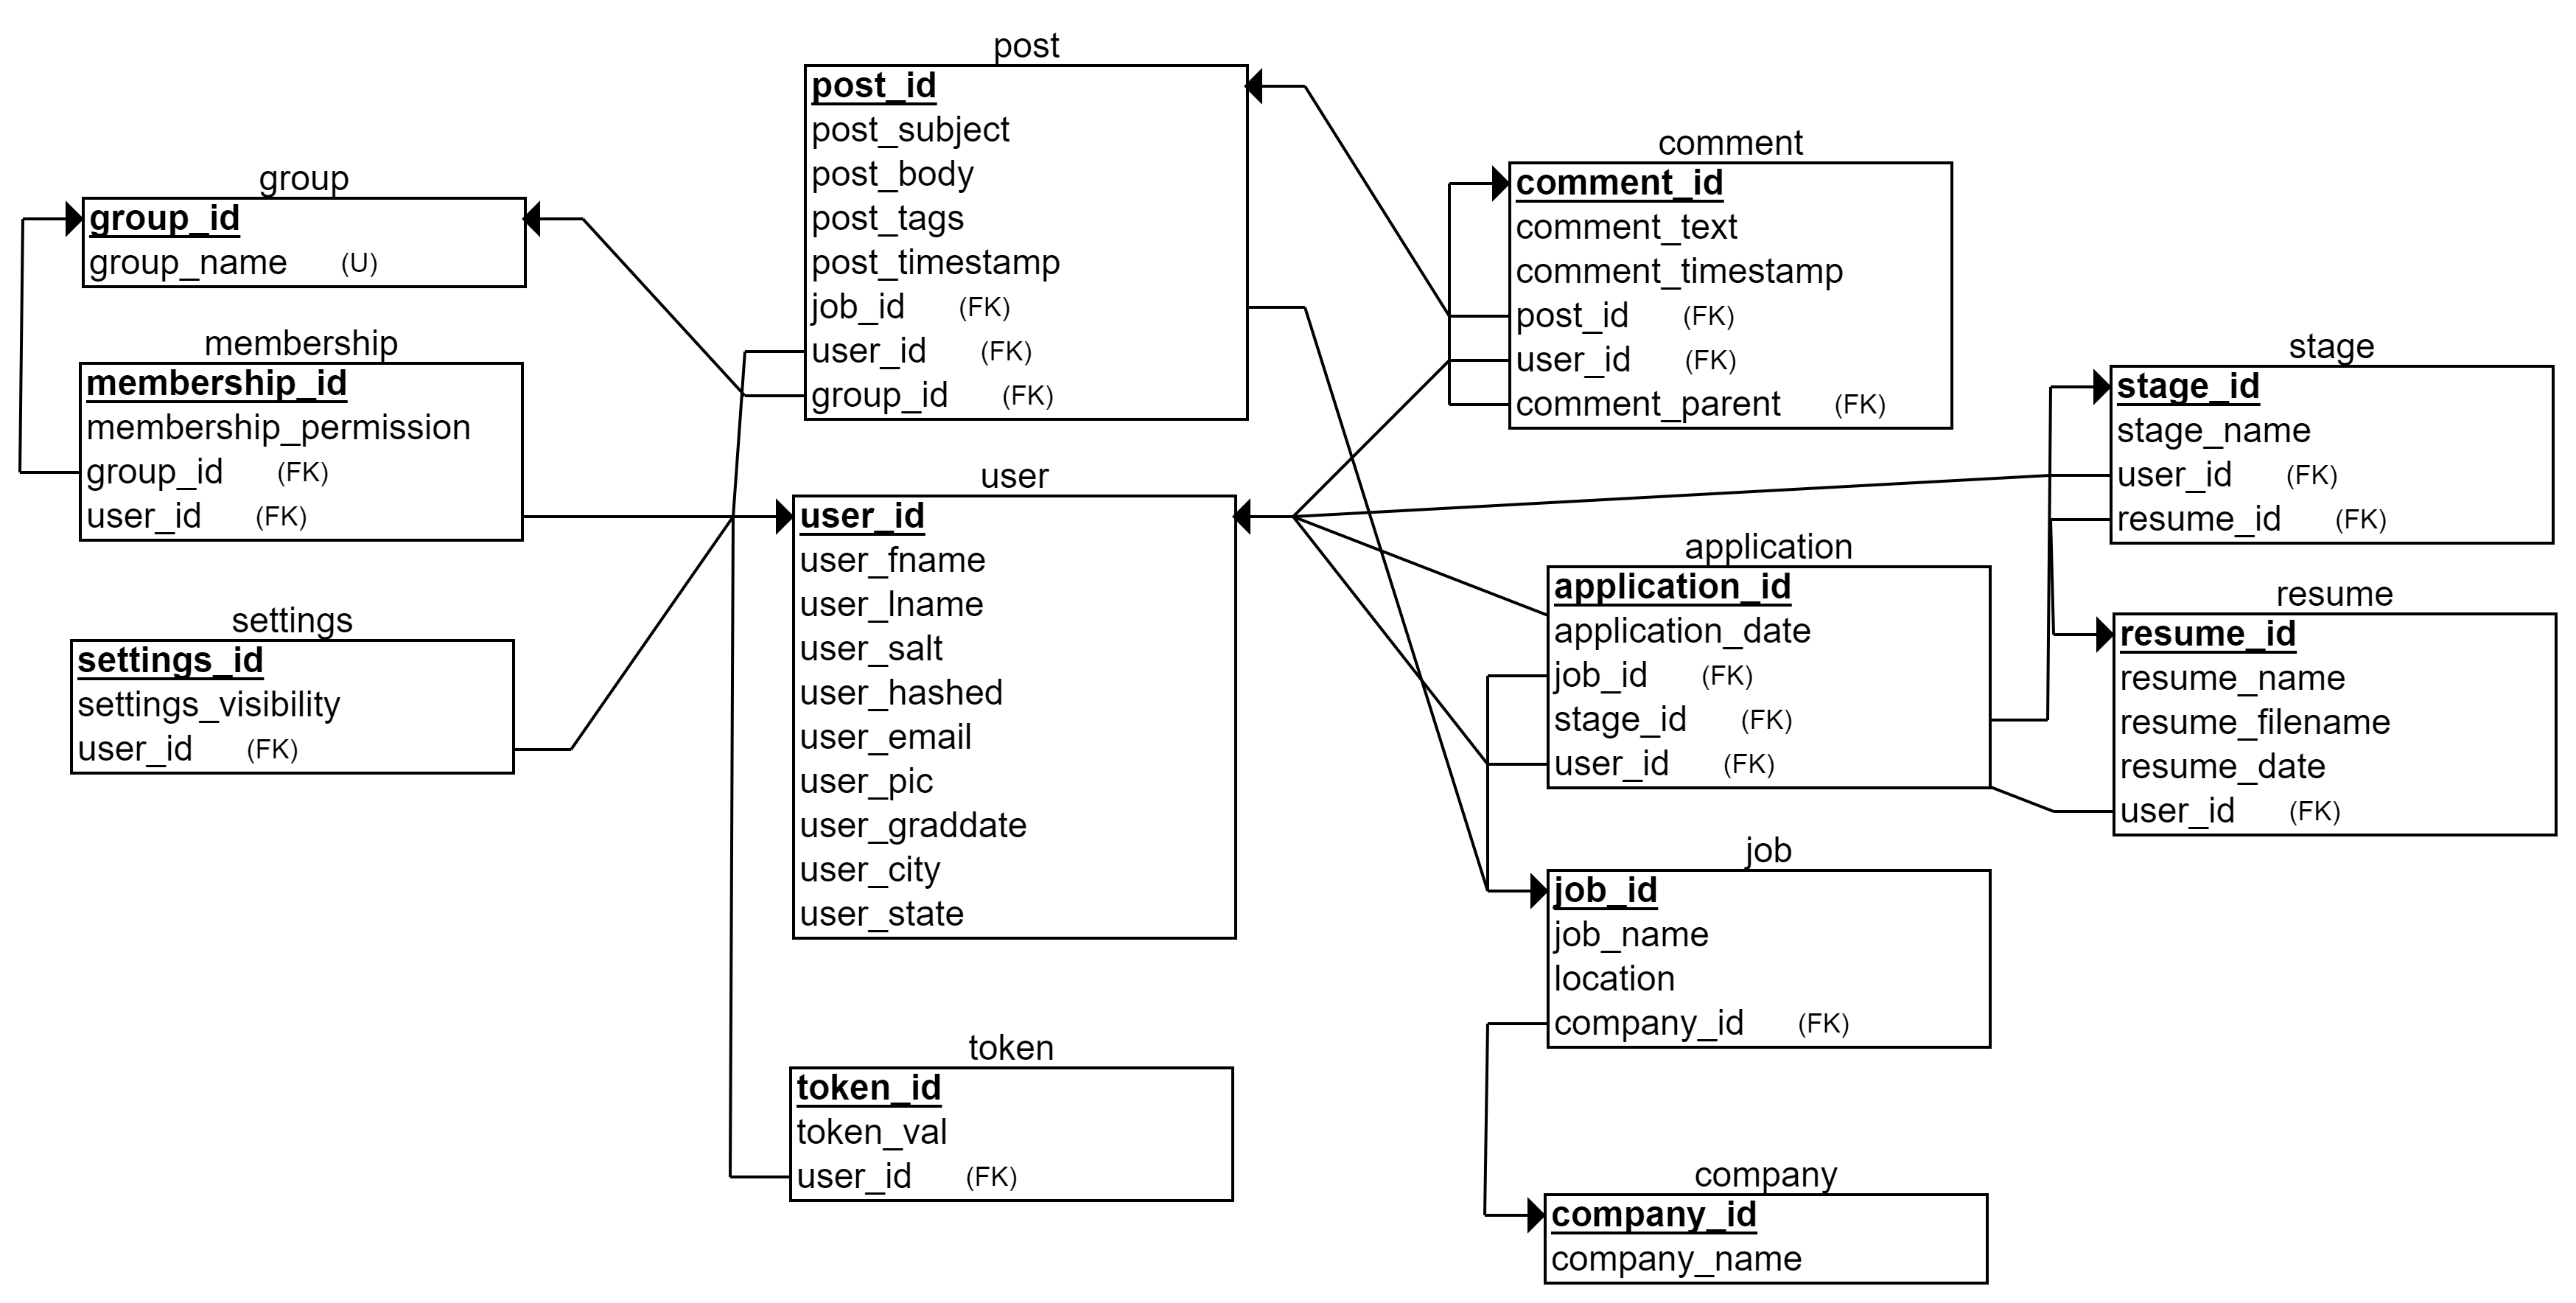 group
group_id
group_name (U)
membership
membership_id
membership_permission
group_id (FK)
user_id (FK)
settings
settings_id
settings_visibility
user_id (FK)
post
post_id
post_subject
post_body
post_tags
post_timestamp
job_id (FK)
user_id (FK)
group_id (FK)
user
user_id
user_fname
user_lname
user_salt
user_hashed
user_email
user_pic
user_graddate
user_city
user_state
token
token_id
token_val
user_id (FK)
comment
comment_id
comment_text
comment_timestamp
post_id (FK)
user_id (FK)
comment_parent (FK)
application
application_id
application_date
job_id (FK)
stage_id (FK)
user_id (FK)
job
job_id
job_name
location
company_id (FK)
company
company_id
company_name
stage
stage_id
stage_name
user_id (FK)
resume_id (FK)
resume
resume_id
resume_name
resume_filename
resume_date
user_id (FK)